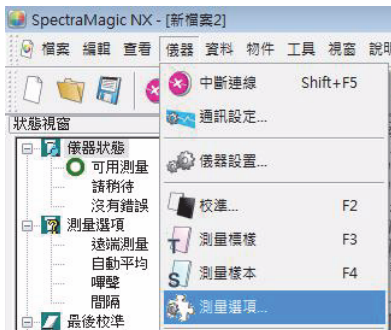 SpectraMagic NX - [新檔案2]
檔案 編輯 查看 儀器 資料 物件 工具 視窗
狀態視窗
儀器狀態
可用測量
請稍待
沒有錯誤
測量選項
遠端測量
自動平均
嗶聲
間隔
最後校準
中斷連線 Shift+F5
通訊設定...
儀器設置...
校準... F2
測量標樣 F3
測量樣本 F4
測量選項...